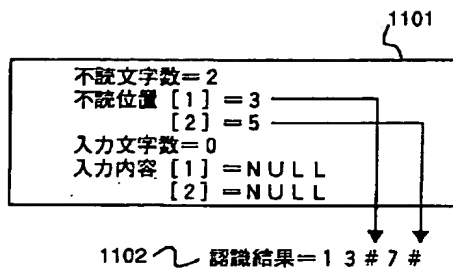 1101
不読文字数=2
不読位置[1]=3
[2]=5
入力文字数=0
入力内容[1]=NULL
[2]=NULL
1102 認識結果=13#7#